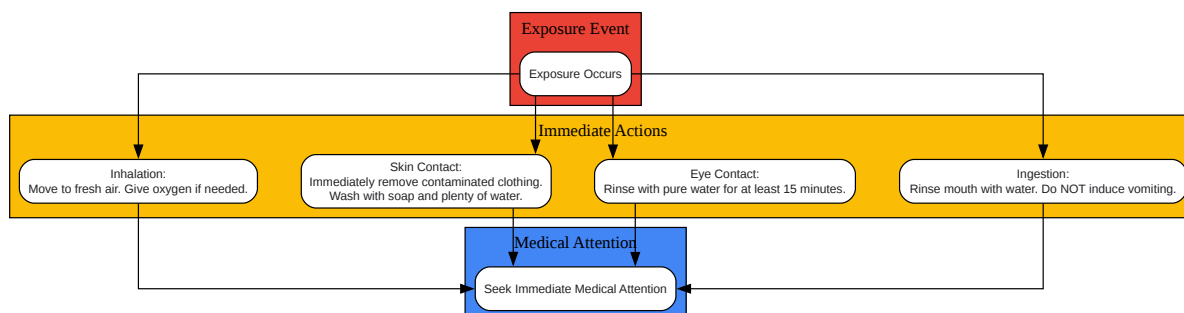 Exposure Event
Exposure Occurs
Immediate Actions
Inhalation:
Move to fresh air. Give oxygen if needed.
Skin Contact:
Immediately remove contaminated clothing.
Wash with soap and plenty of water.
Eye Contact:
Rinse with pure water for at least 15 minutes.
Ingestion:
Rinse mouth with water. Do NOT induce vomiting.
Medical Attention
Seek Immediate Medical Attention